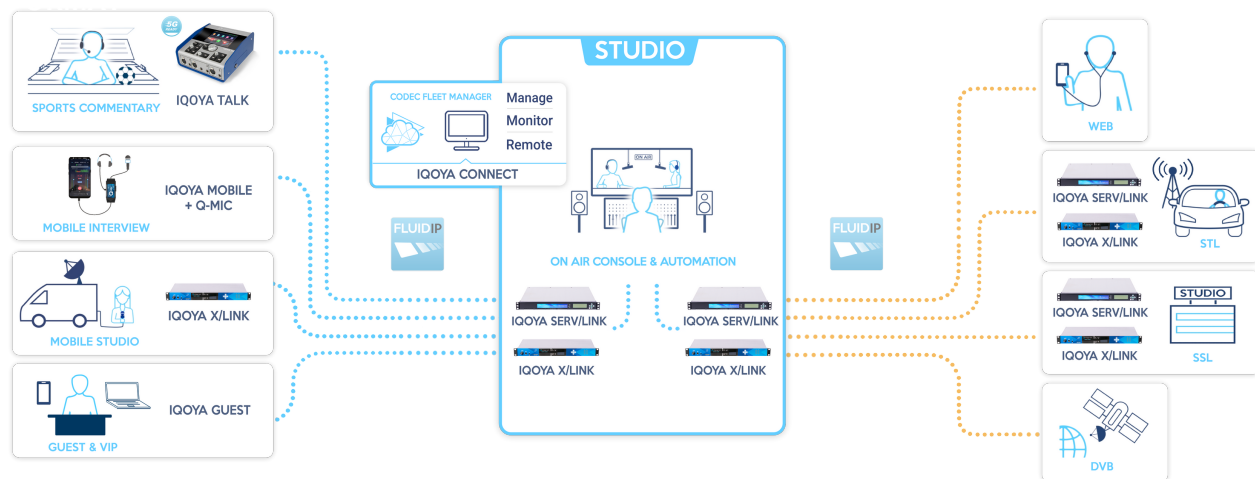 5G
READY
SPORTS COMMENTARY
IQOYA TALK
MOBILE INTERVIEW
IQOYA MOBILE
+ Q-MIC
MOBILE STUDIO
IQOYA X/LINK
GUEST & VIP
IQOYA GUEST
FLUIDIP
STUDIO
CODEC FLEET MANAGER
Manage
Monitor
Remote
IQOYA CONNECT
ON AIR
ON AIR CONSOLE & AUTOMATION
IQOYA SERV/LINK
IQOYA X/LINK
IQOYA SERV/LINK
IQOYA X/LINK
FLUIDIP
WEB
IQOYA SERV/LINK
IQOYA X/LINK
STL
IQOYA SERV/LINK
IQOYA X/LINK
STUDIO
SSL
DVB